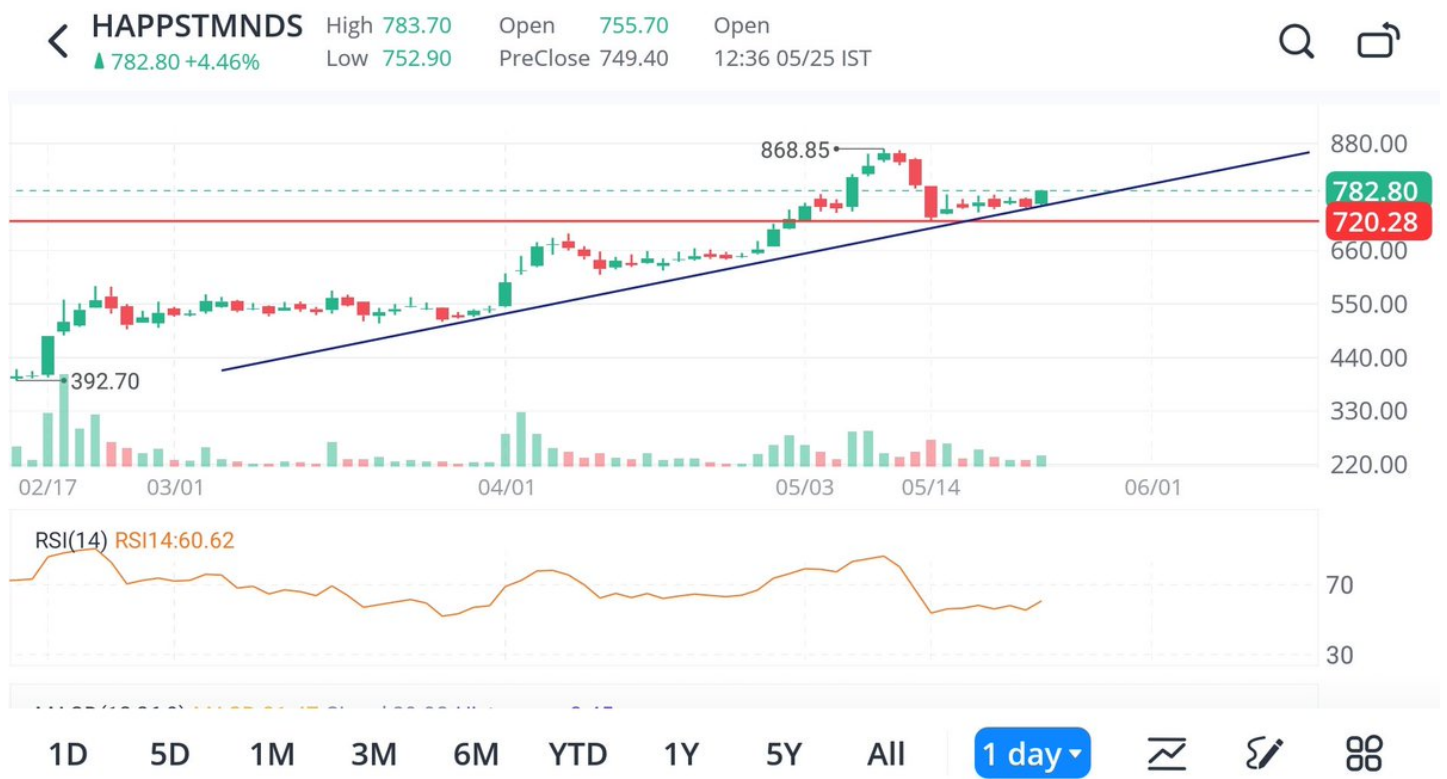 HAPPSTMNDS High 783.70 Open 755.70 Open
782.80 +4.46% Low 752.90 PreClose 749.40 12:36 05/25 IST
868.85
880.00
782.80
720.28
660.00
550.00
440.00
392.70
330.00
220.00
02/17 03/01 04/01 05/03 05/14 06/01
RSI(14) RSI14:60.62
70
30
1D 5D 1M 3M 6M YTD 1Y 5Y All 1 day